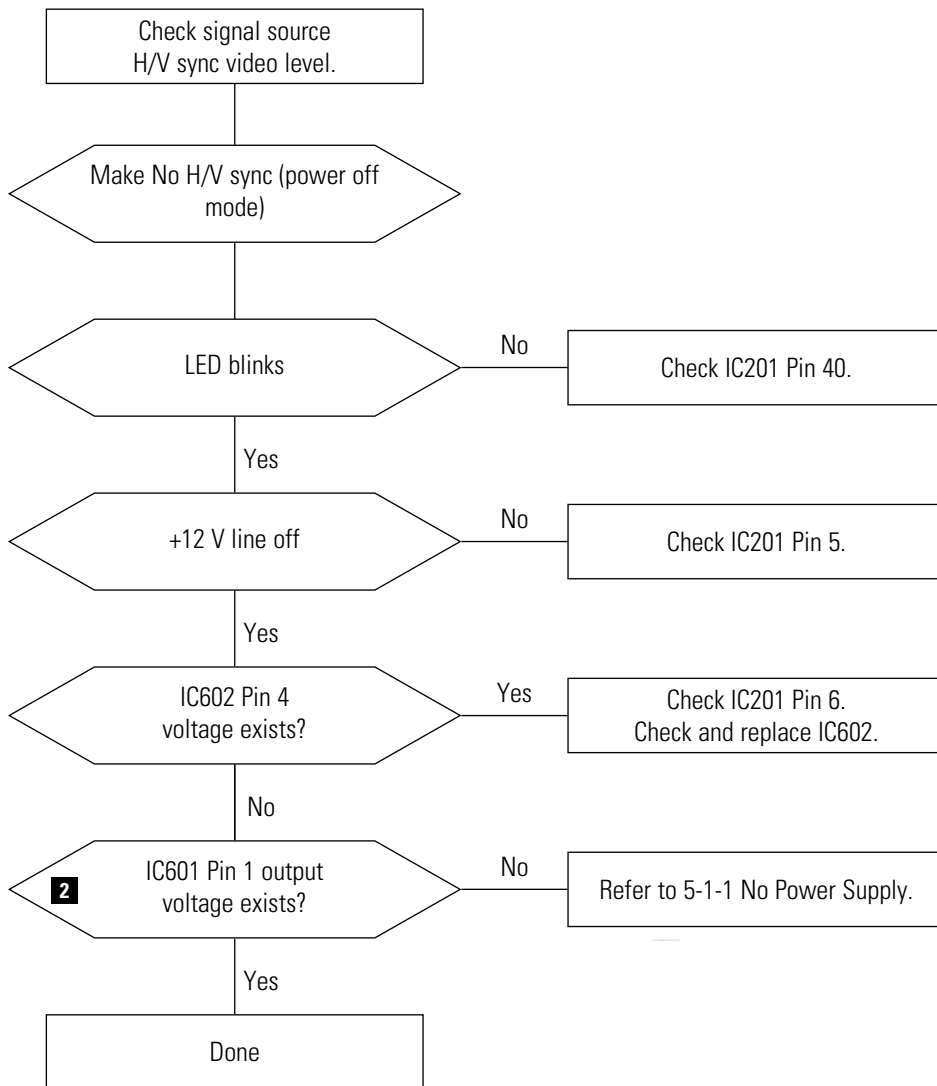 Check signal source
H/V sync video level.
Make No H/V sync (power off
mode)
LED blinks
No
Check IC201 Pin 40.
Yes
+12 V line off
No
Check IC201 Pin 5.
Yes
IC602 Pin 4
voltage exists?
Yes
Check IC201 Pin 6.
Check and replace IC602.
No
2
IC601 Pin 1 output
voltage exists?
No
Refer to 5-1-1 No Power Supply.
Yes
Done